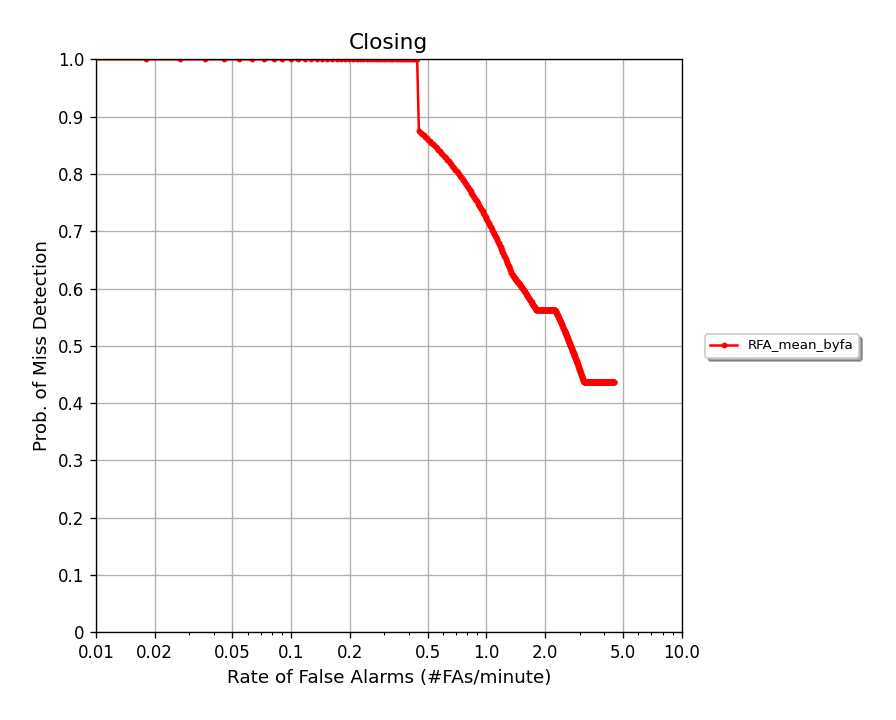 Closing
Prob. of Miss Detection
1.0
0.9
0.8
0.7
0.6
0.5
0.4
0.3
0.2
0.1
0
0.01 0.02 0.05 0.1 0.2 0.5 1.0 2.0 5.0 10.0
Rate of False Alarms (#FAs/minute)
RFA_mean_byfa